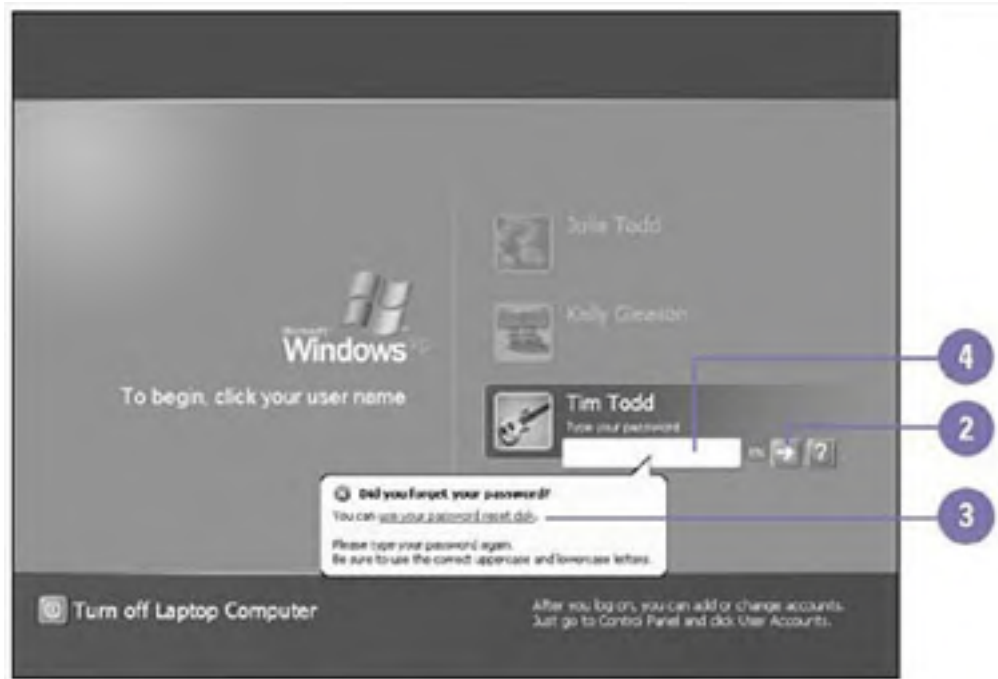 Julie Todd
Kelly Gleason
Microsoft
Windows XP
To begin, click your user name
Tim Todd
Type your password
EN
?
Did you forget your password?
You can use your password reset disk.
Please type your password again.
Be sure to use the correct uppercase and lowercase letters.
4
2
3
Turn off Laptop Computer
After you log on, you can add or change accounts.
Just go to Control Panel and click User Accounts.